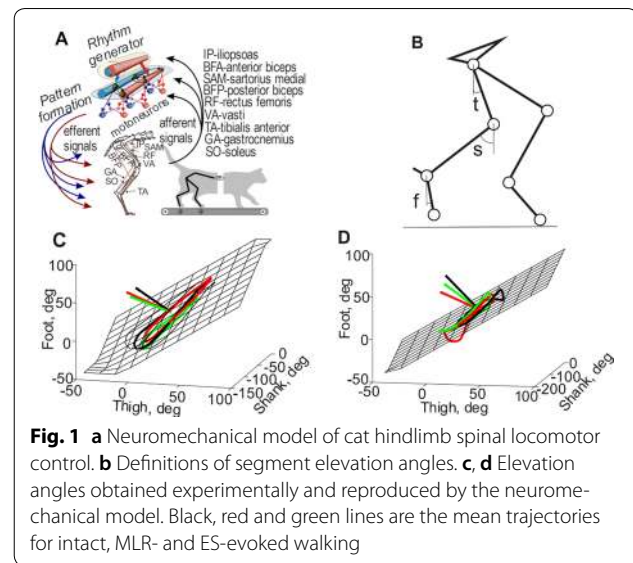 A
Rhythm
generator
Pattern
formation
motoneurons
efferent
signals
afferent
signals
IP-iliopsoas
BFA-anterior biceps
SAM-sartorius medial
BFP-posterior biceps
RF-rectus femoris
VA-vasti
TA-tibialis anterior
GA-gastrocnemius
SO-soleus
IP
SAM
RF
VA
GA
SO
TA
B
t
s
f
C
Foot, deg
100
50
0
-50
-50
0
50
100
Thigh, deg
0
-50
-100
-150
Shank, deg
D
Foot, deg
100
50
0
-50
-50
0
50
100
Thigh, deg
0
-100
-200
Shank, deg
Fig. 1 a Neuromechanical model of cat hindlimb spinal locomotor
control. b Definitions of segment elevation angles. c, d Elevation
angles obtained experimentally and reproduced by the neurome-
chanical model. Black, red and green lines are the mean trajectories
for intact, MLR- and ES-evoked walking